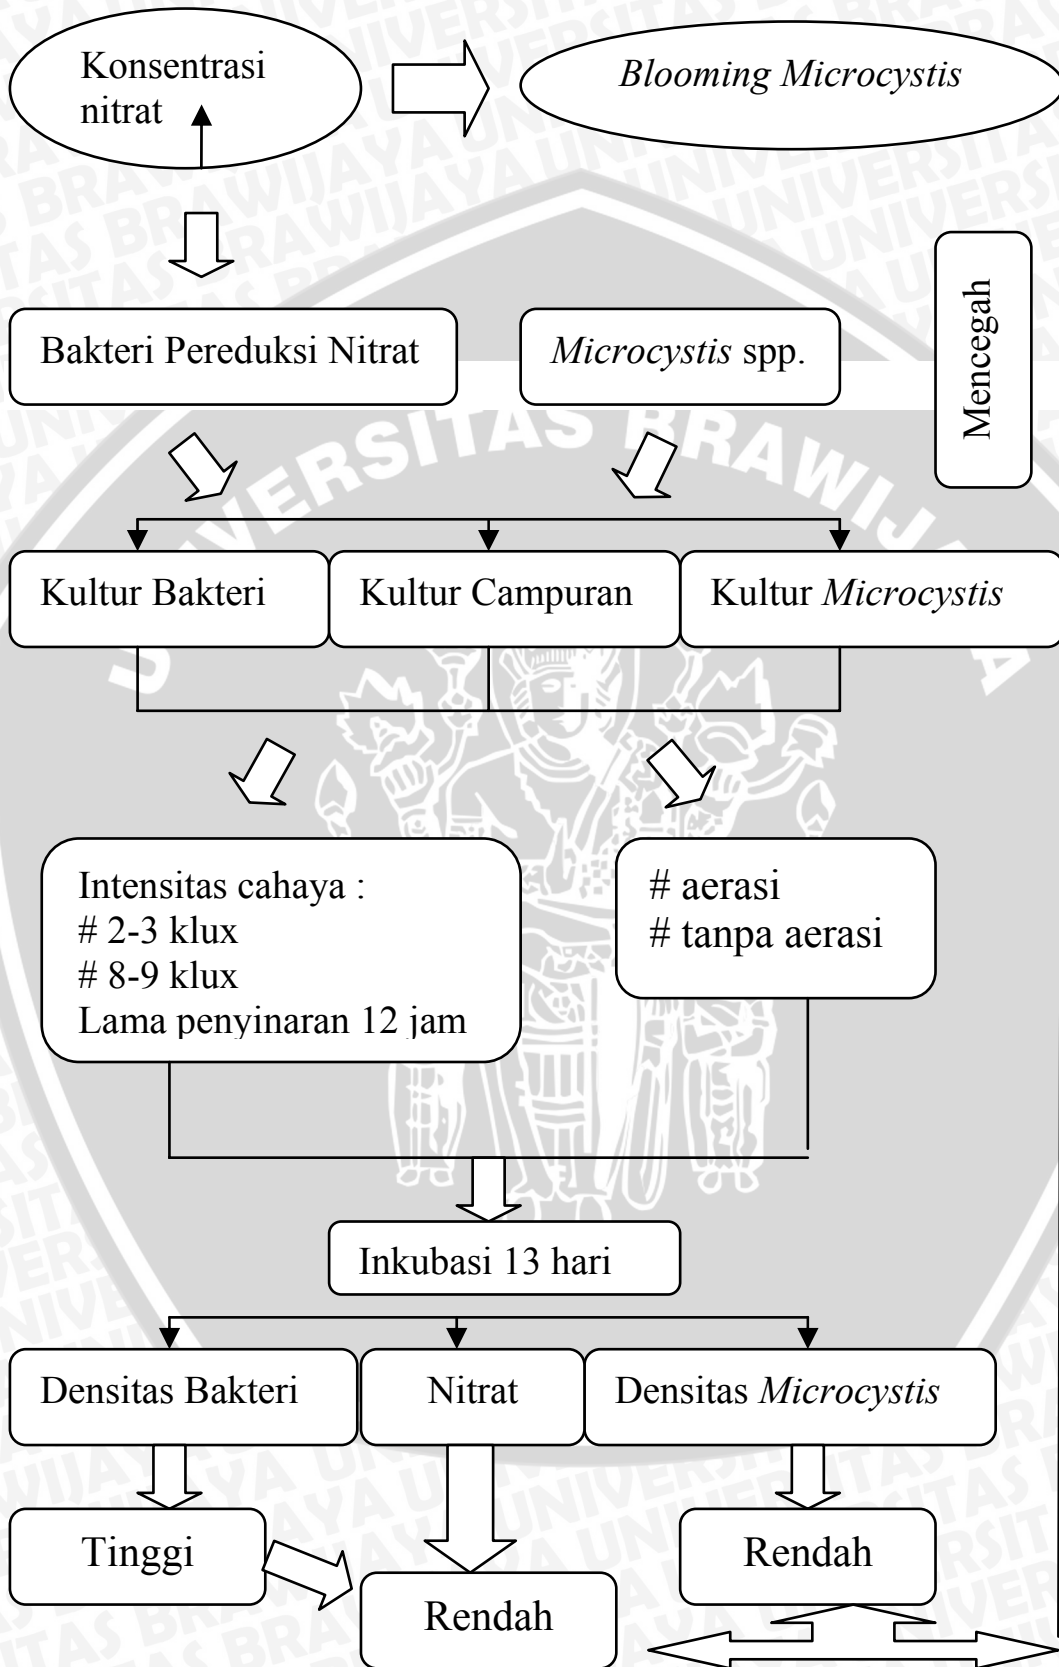 Konsentrasi
nitrat
Blooming Microcystis
Mencegah
Bakteri Pereduksi Nitrat
Microcystis spp.
UNIVERSITAS BRAWIJAYA
Kultur Bakteri
Kultur Campuran
Kultur Microcystis
Intensitas cahaya :
# 2-3 klux
# 8-9 klux
Lama penyinaran 12 jam
# aerasi
# tanpa aerasi
Inkubasi 13 hari
Densitas Bakteri
Nitrat
Densitas Microcystis
Tinggi
Rendah
Rendah